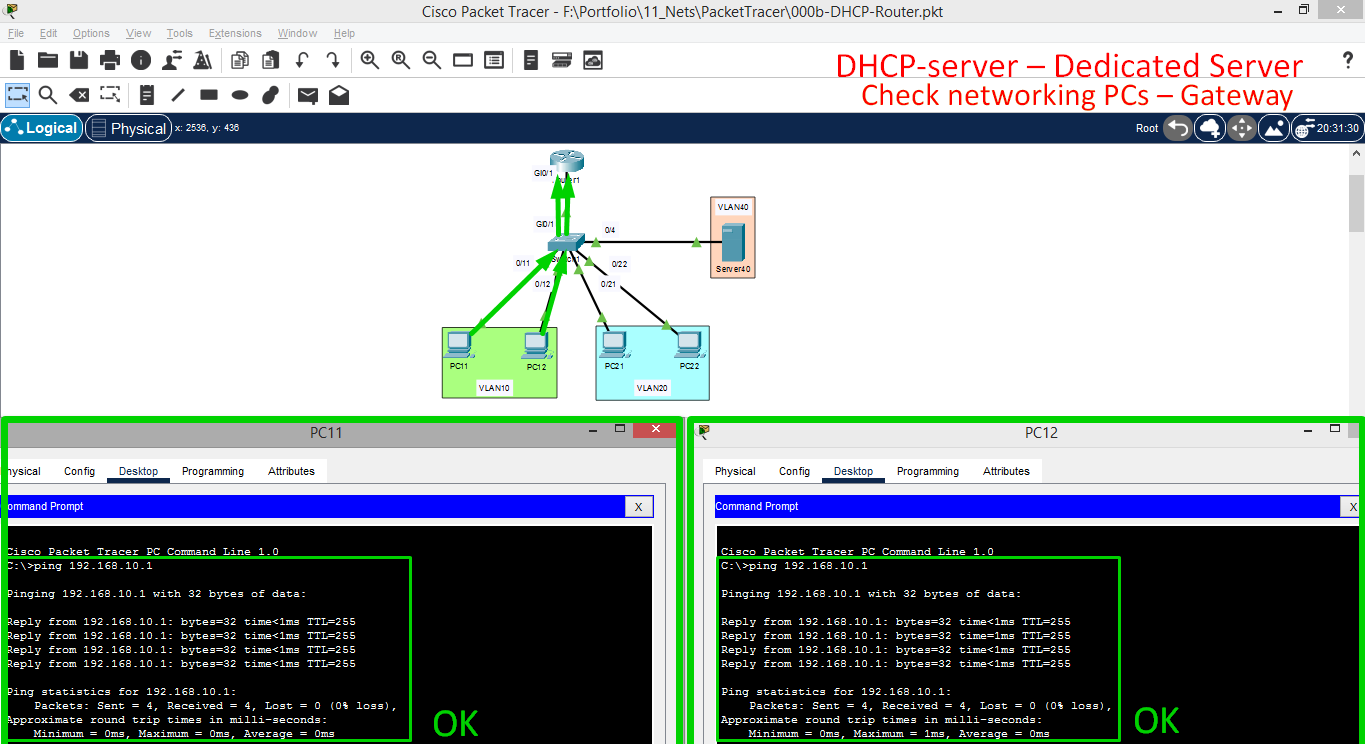 Cisco Packet Tracer - F:\Portfolio\11_Nets\PacketTracer\000b-DHCP-Router.pkt
File Edit Options View Tools Extensions Window Help
DHCP-server – Dedicated Server
Check networking PCs – Gateway
?
Logical Physical x: 2536, y: 436 Root 20:31:30
Gi0/1
Gi0/1
0/4
VLAN40
Server40
0/11
0/22
0/12
0/21
PC11 PC12 PC21 PC22
VLAN10 VLAN20
PC11
hysical Config Desktop Programming Attributes
ommand Prompt X
Cisco Packet Tracer PC Command Line 1.0
C:\>ping 192.168.10.1
Pinging 192.168.10.1 with 32 bytes of data:
Reply from 192.168.10.1: bytes=32 time<1ms TTL=255
Reply from 192.168.10.1: bytes=32 time<1ms TTL=255
Reply from 192.168.10.1: bytes=32 time<1ms TTL=255
Reply from 192.168.10.1: bytes=32 time<1ms TTL=255
Ping statistics for 192.168.10.1:
Packets: Sent = 4, Received = 4, Lost = 0 (0% loss),
Approximate round trip times in milli-seconds:
Minimum = 0ms, Maximum = 0ms, Average = 0ms
OK
PC12
Physical Config Desktop Programming Attributes
Command Prompt X
Cisco Packet Tracer PC Command Line 1.0
C:\>ping 192.168.10.1
Pinging 192.168.10.1 with 32 bytes of data:
Reply from 192.168.10.1: bytes=32 time<1ms TTL=255
Reply from 192.168.10.1: bytes=32 time=1ms TTL=255
Reply from 192.168.10.1: bytes=32 time<1ms TTL=255
Reply from 192.168.10.1: bytes=32 time<1ms TTL=255
Ping statistics for 192.168.10.1:
Packets: Sent = 4, Received = 4, Lost = 0 (0% loss),
Approximate round trip times in milli-seconds:
Minimum = 0ms, Maximum = 1ms, Average = 0ms
OK